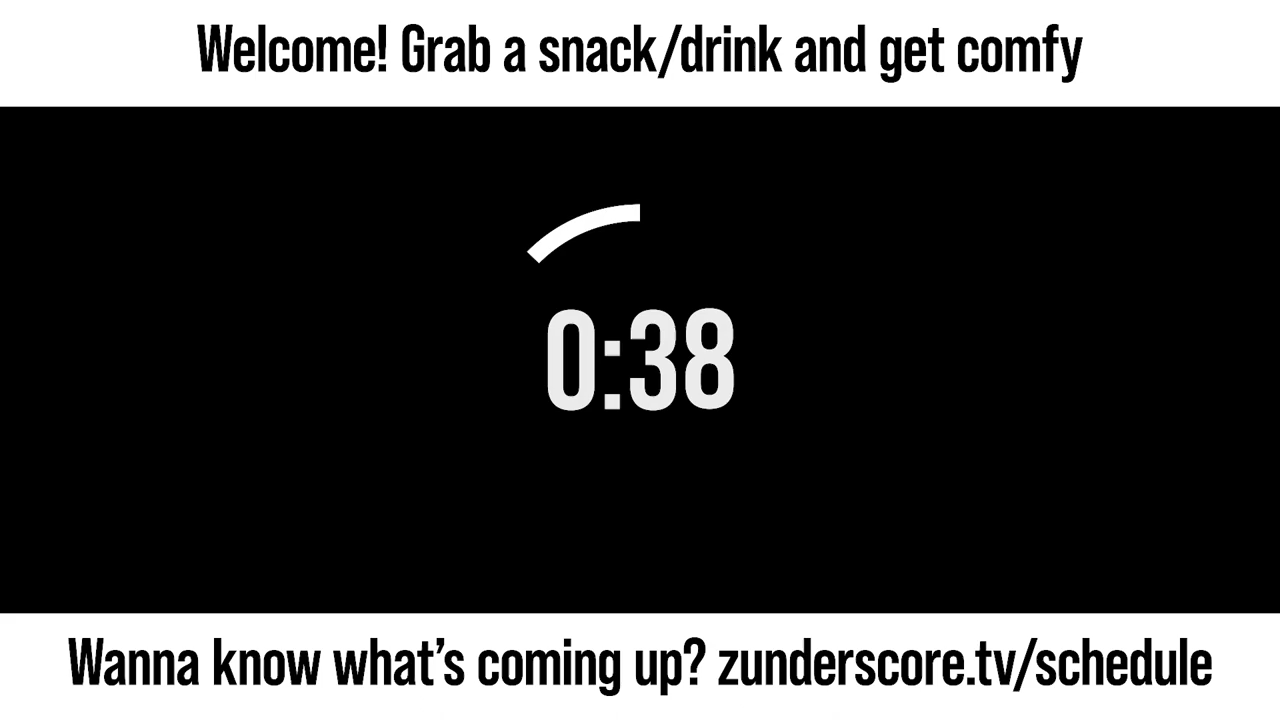 Welcome! Grab a snack/drink and get comfy
0:38
Wanna know what's coming up? zunderscore.tv/schedule